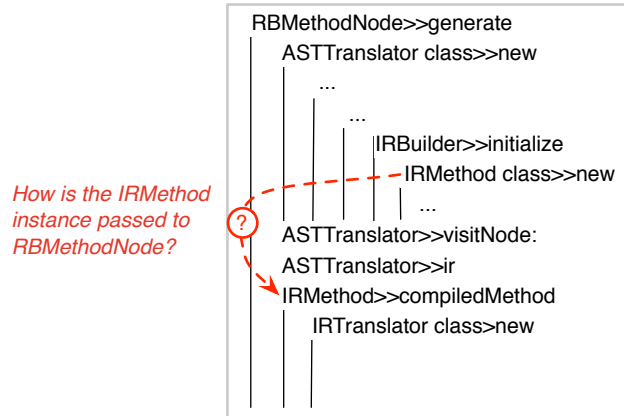 RBMethodNode>>generate
ASTTranslator class>>new
...
...
IRBuilder>>initialize
IRMethod class>>new
...
How is the IRMethod
instance passed to
RBMethodNode?
?
ASTTranslator>>visitNode:
ASTTranslator>>ir
IRMethod>>compiledMethod
IRTranslator class>new